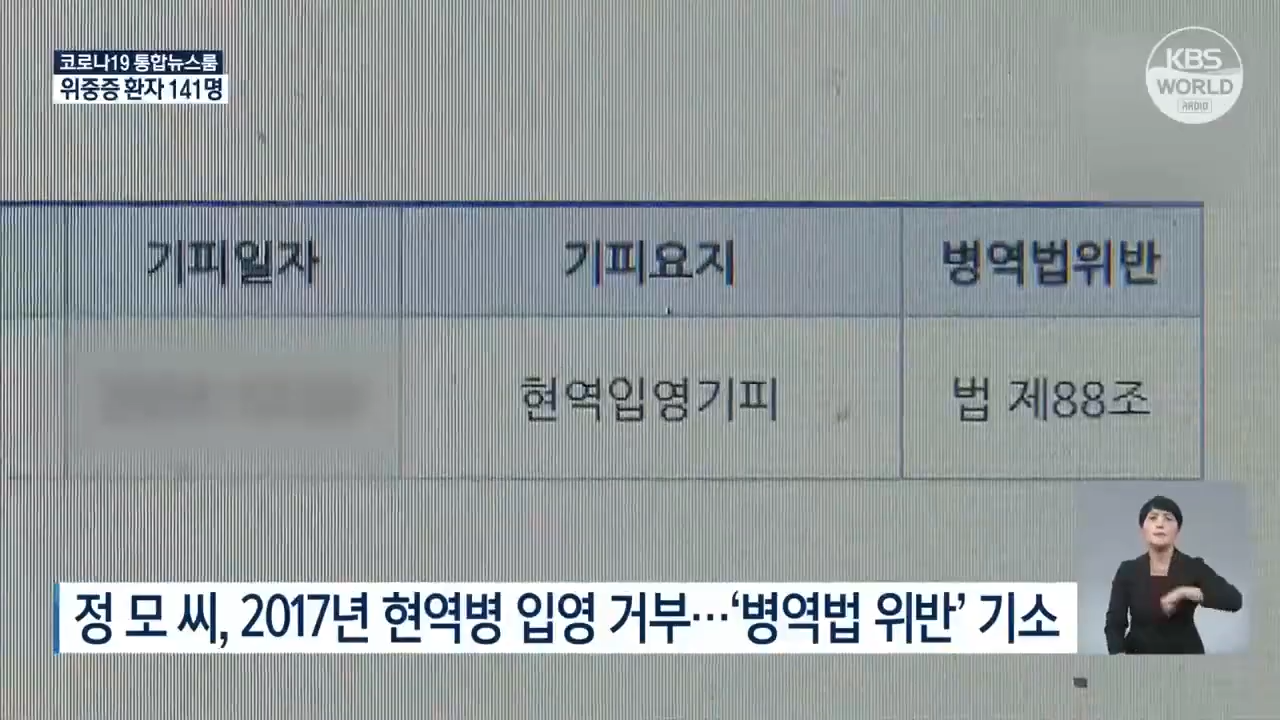 코로나19 통합뉴스룸
위중증 환자 141명
KBS
WORLD
RADIO
기피일자 기피요지 병역법위반
현역입영기피 법 제88조
정 모 씨, 2017년 현역병 입영 거부…‘병역법 위반’ 기소